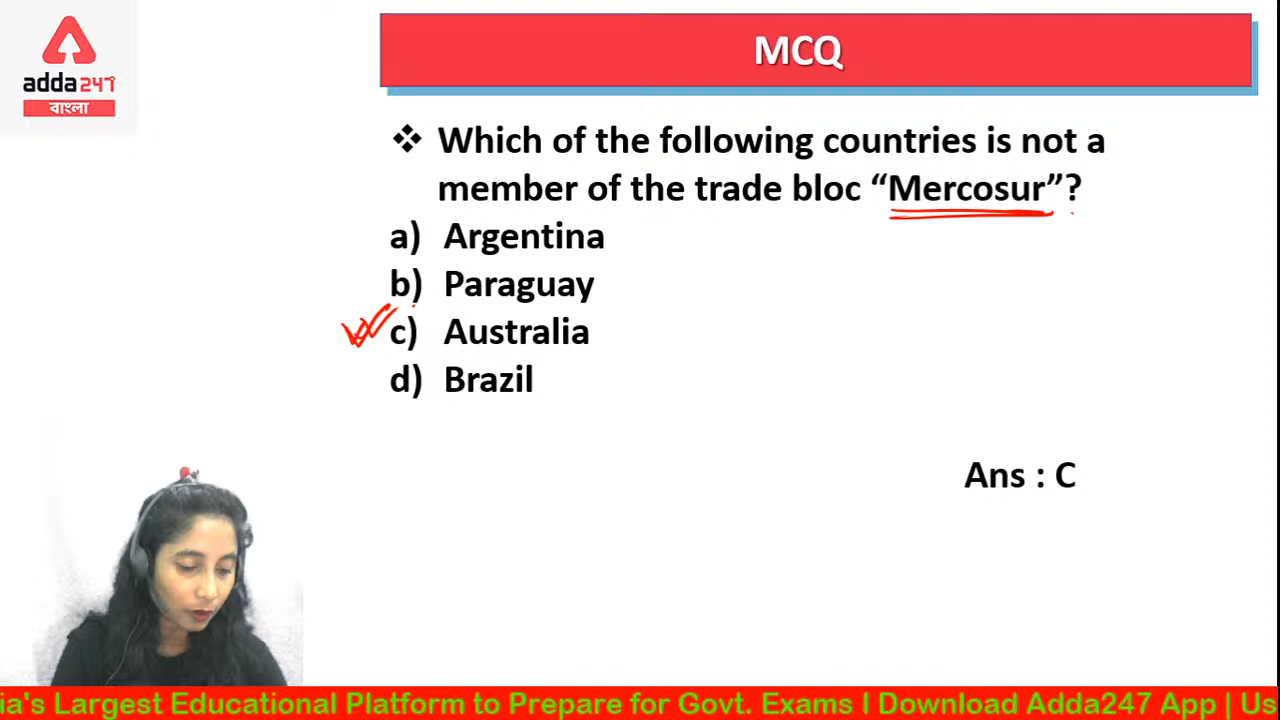 adda247
বাংলা
MCQ
❖ Which of the following countries is not a
member of the trade bloc “Mercosur”?
a) Argentina
b) Paraguay
c) Australia
d) Brazil
Ans : C
ia's Largest Educational Platform to Prepare for Govt. Exams I Download Adda247 App | Us